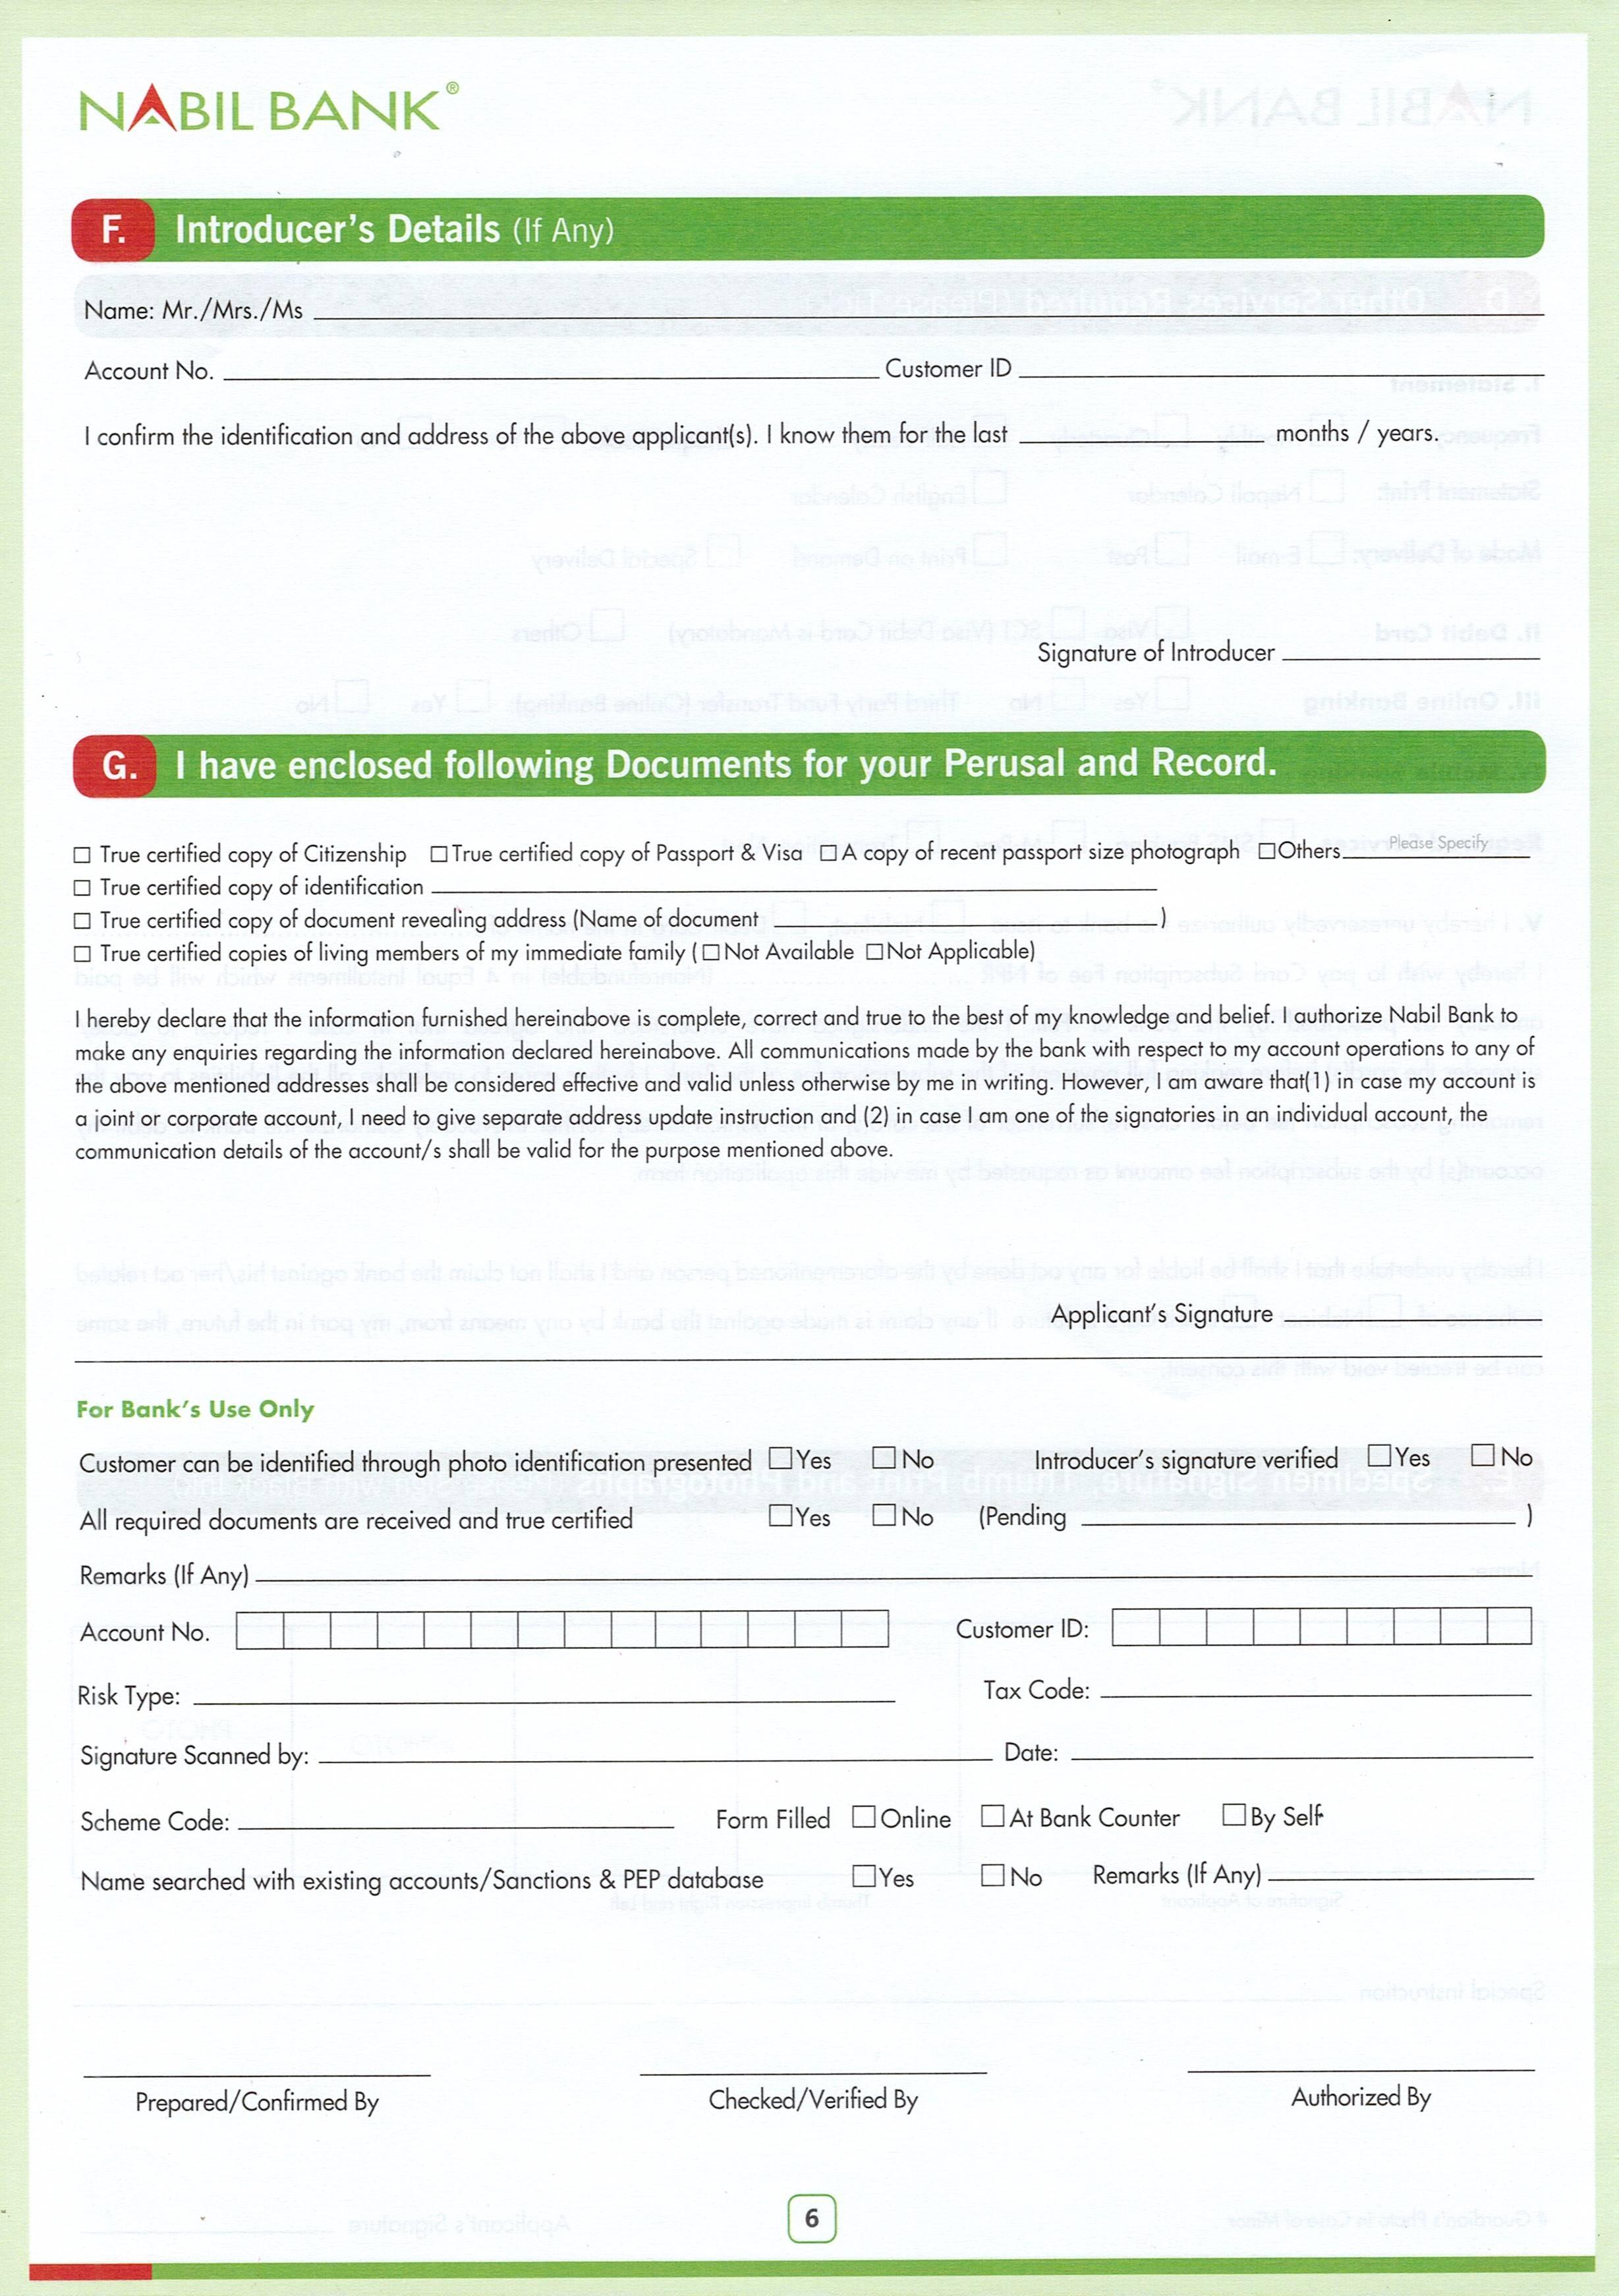 NABIL BANK®
F. Introducer's Details (If Any)
Name: Mr./Mrs./Ms
Account No. Customer ID
I confirm the identification and address of the above applicant(s). I know them for the last months / years.
Signature of Introducer
G. I have enclosed following Documents for your Perusal and Record.
☐ True certified copy of Citizenship ☐True certified copy of Passport & Visa ☐A copy of recent passport size photograph ☐Others Please Specify
☐ True certified copy of identification
☐ True certified copy of document revealing address (Name of document )
☐ True certified copies of living members of my immediate family (☐Not Available ☐Not Applicable)
I hereby declare that the information furnished hereinabove is complete, correct and true to the best of my knowledge and belief. I authorize Nabil Bank to
make any enquiries regarding the information declared hereinabove. All communications made by the bank with respect to my account operations to any of
the above mentioned addresses shall be considered effective and valid unless otherwise by me in writing. However, I am aware that(1) in case my account is
a joint or corporate account, I need to give separate address update instruction and (2) in case I am one of the signatories in an individual account, the
communication details of the account/s shall be valid for the purpose mentioned above.
Applicant's Signature
For Bank's Use Only
Customer can be identified through photo identification presented ☐Yes ☐No Introducer's signature verified ☐Yes ☐No
All required documents are received and true certified ☐Yes ☐No (Pending )
Remarks (If Any)
Account No. Customer ID:
Risk Type: Tax Code:
Signature Scanned by: Date:
Scheme Code: Form Filled ☐Online ☐At Bank Counter ☐By Self
Name searched with existing accounts/Sanctions & PEP database ☐Yes ☐No Remarks (If Any)
Prepared/Confirmed By Checked/Verified By Authorized By
6